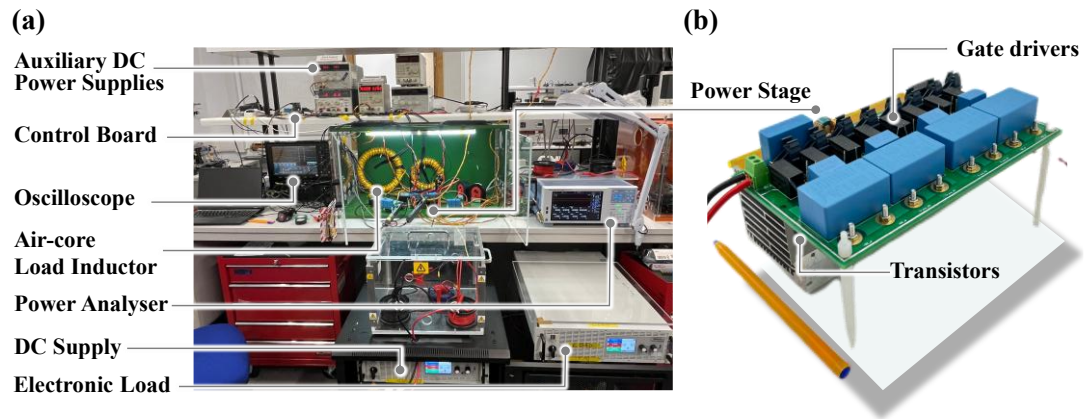 (a)
Auxiliary DC
Power Supplies
Control Board
Oscilloscope
Air-core
Load Inductor
Power Analyser
DC Supply
Electronic Load
(b)
Gate drivers
Power Stage
Transistors